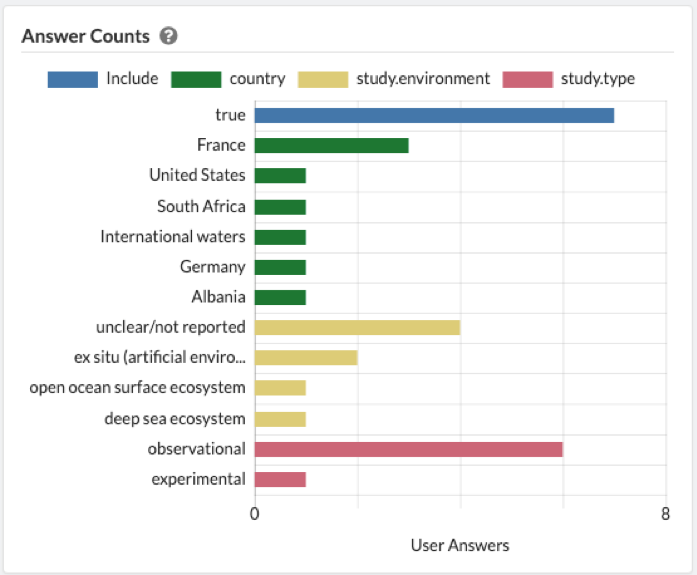 Answer Counts ?
Include country study.environment study.type
true
France
United States
South Africa
International waters
Germany
Albania
unclear/not reported
ex situ (artificial enviro...
open ocean surface ecosystem
deep sea ecosystem
observational
experimental
0 8
User Answers